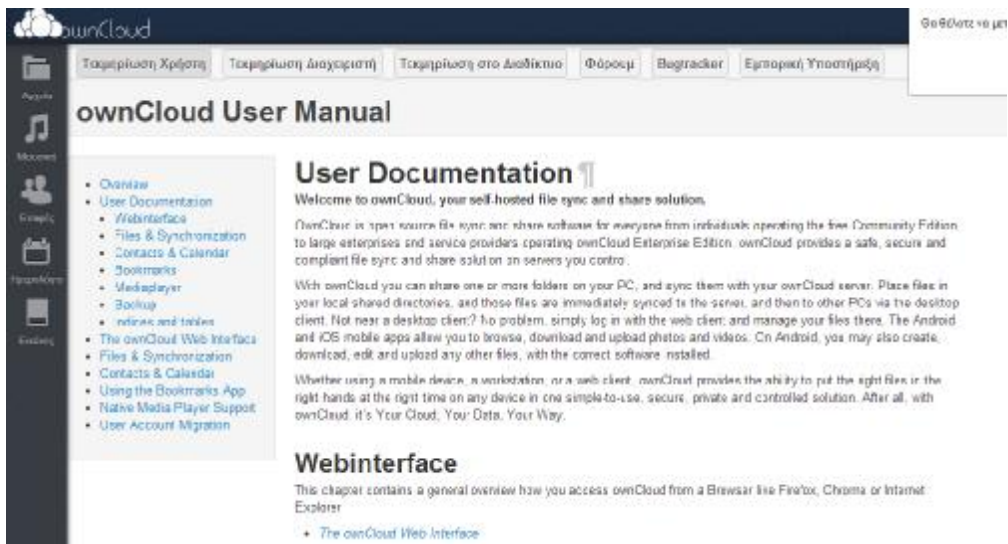 ownCloud
Θα θέλατε να μετ
Τεκμηρίωση Χρήστη
Τεκμηρίωση Διαχειριστή
Τεκμηρίωση στο Διαδίκτυο
Φόρουμ
Bugtracker
Εμπορική Υποστήριξη
Αρχεία
Μουσική
Επαφές
Ημερολόγιο
Εικόνες
ownCloud User Manual
Overview
User Documentation
Webinterface
Files & Synchronization
Contacts & Calendar
Bookmarks
Mediaplayer
Backup
Indices and tables
The ownCloud Web Interface
Files & Synchronization
Contacts & Calendar
Using the Bookmarks App
Native Media Player Support
User Account Migration
User Documentation ¶
Welcome to ownCloud, your self-hosted file sync and share solution.
OwnCloud is open source file sync and share software for everyone from individuals operating the free Community Edition
to large enterprises and service providers operating ownCloud Enterprise Edition. ownCloud provides a safe, secure and
compliant file sync and share solution on servers you control.
With ownCloud you can share one or more folders on your PC, and sync them with your ownCloud server. Place files in
your local shared directories, and those files are immediately synced to the server, and then to other PCs via the desktop
client. Not near a desktop client? No problem, simply log in with the web client and manage your files there. The Android
and iOS mobile apps allow you to browse, download and upload photos and videos. On Android, you may also create,
download, edit and upload any other files, with the correct software installed.
Whether using a mobile device, a workstation, or a web client, ownCloud provides the ability to put the right files in the
right hands at the right time on any device in one simple-to-use, secure, private and controlled solution. After all, with
ownCloud, it's Your Cloud, Your Data, Your Way.
Webinterface
This chapter contains a general overview how you access ownCloud from a Browser like Firefox, Chrome or Internet
Explorer
The ownCloud Web Interface